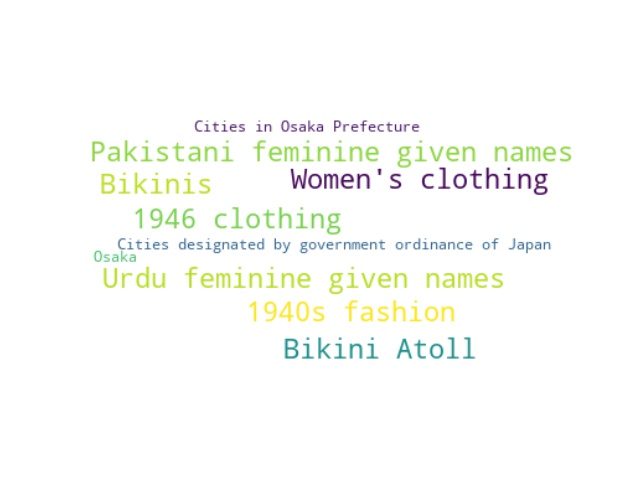 Cities in Osaka Prefecture
Pakistani feminine given names
Bikinis
Women's clothing
1946 clothing
Cities designated by government ordinance of Japan
Osaka
Urdu feminine given names
1940s fashion
Bikini Atoll